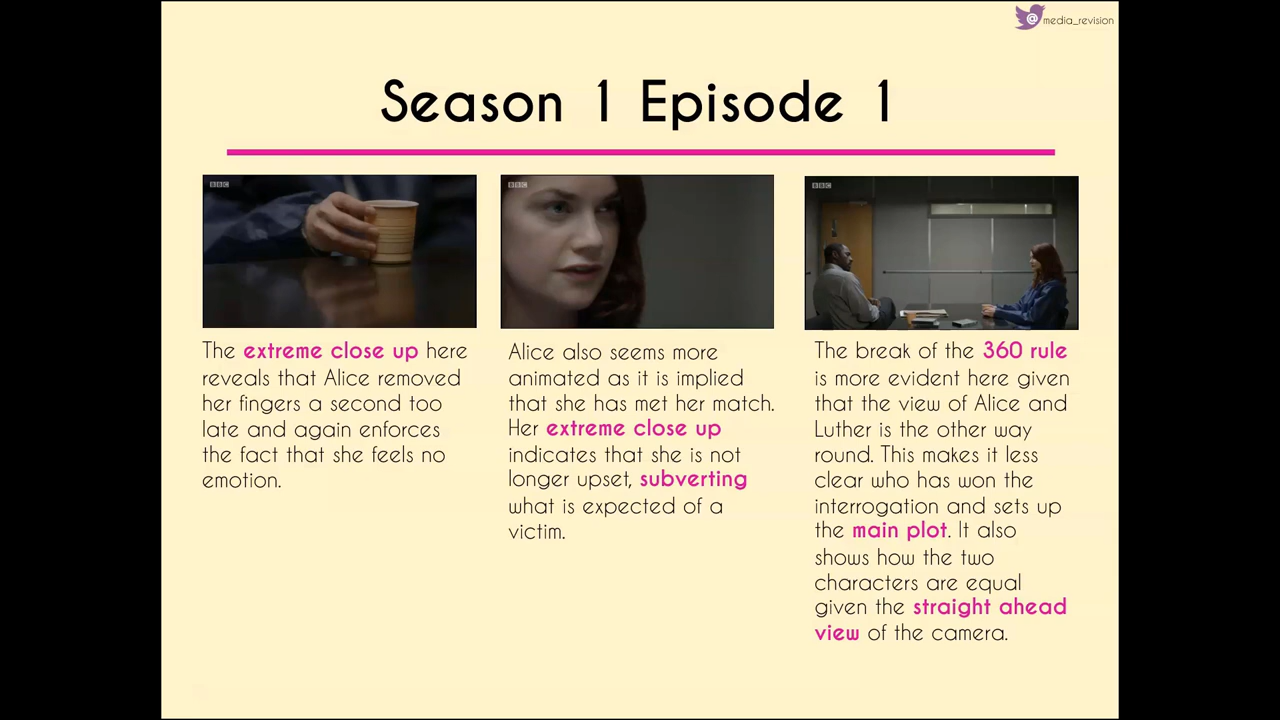 @media_revision
Season 1 Episode 1
BBC
BBC
BBC
The extreme close up here
reveals that Alice removed
her fingers a second too
late and again enforces
the fact that she feels no
emotion.
Alice also seems more
animated as it is implied
that she has met her match.
Her extreme close up
indicates that she is not
longer upset, subverting
what is expected of a
victim.
The break of the 360 rule
is more evident here given
that the view of Alice and
Luther is the other way
round. This makes it less
clear who has won the
interrogation and sets up
the main plot. It also
shows how the two
characters are equal
given the straight ahead
view of the camera.